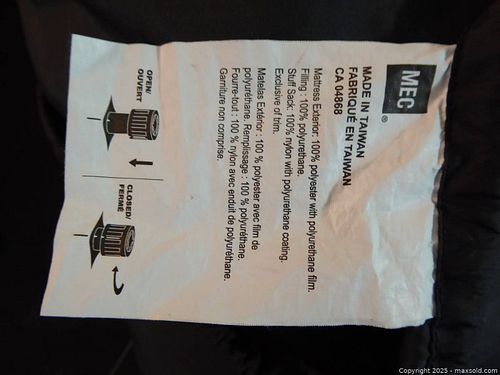 MEC®
MADE IN TAIWAN
FABRIQUÉ EN TAIWAN
CA 04868
Mattress Exterior: 100% polyester with polyurethane film.
Filling : 100% polyurethane.
Stuff Sack: 100% nylon with polyurethane coating.
Exclusive of trim.
Matelas Extérior : 100 % polyester avec film de
polyuréthane. Remplissage : 100 % polyuréthane.
Fourre-tout : 100 % nylon avec enduit de polyuréthane.
Garniture non comprise.
OPEN/
OUVERT
CLOSED/
FERMÉ
Copyright 2025 - maxsold.com